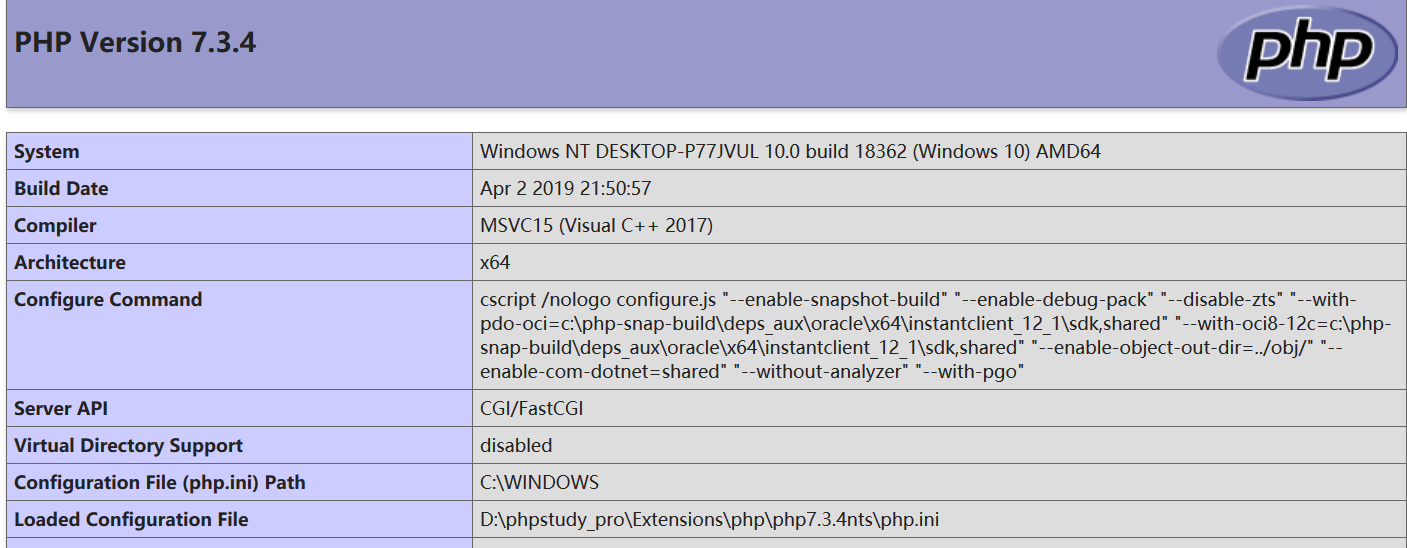 PHP Version 7.3.4
php
System
Windows NT DESKTOP-P77JVUL 10.0 build 18362 (Windows 10) AMD64
Build Date
Apr 2 2019 21:50:57
Compiler
MSVC15 (Visual C++ 2017)
Architecture
x64
Configure Command
cscript /nologo configure.js "--enable-snapshot-build" "--enable-debug-pack" "--disable-zts" "--with-
pdo-oci=c:\php-snap-build\deps_aux\oracle\x64\instantclient_12_1\sdk,shared" "--with-oci8-12c=c:\php-
snap-build\deps_aux\oracle\x64\instantclient_12_1\sdk,shared" "--enable-object-out-dir=../obj/" "--
enable-com-dotnet=shared" "--without-analyzer" "--with-pgo"
Server API
CGI/FastCGI
Virtual Directory Support
disabled
Configuration File (php.ini) Path
C:\WINDOWS
Loaded Configuration File
D:\phpstudy_pro\Extensions\php\php7.3.4nts\php.ini